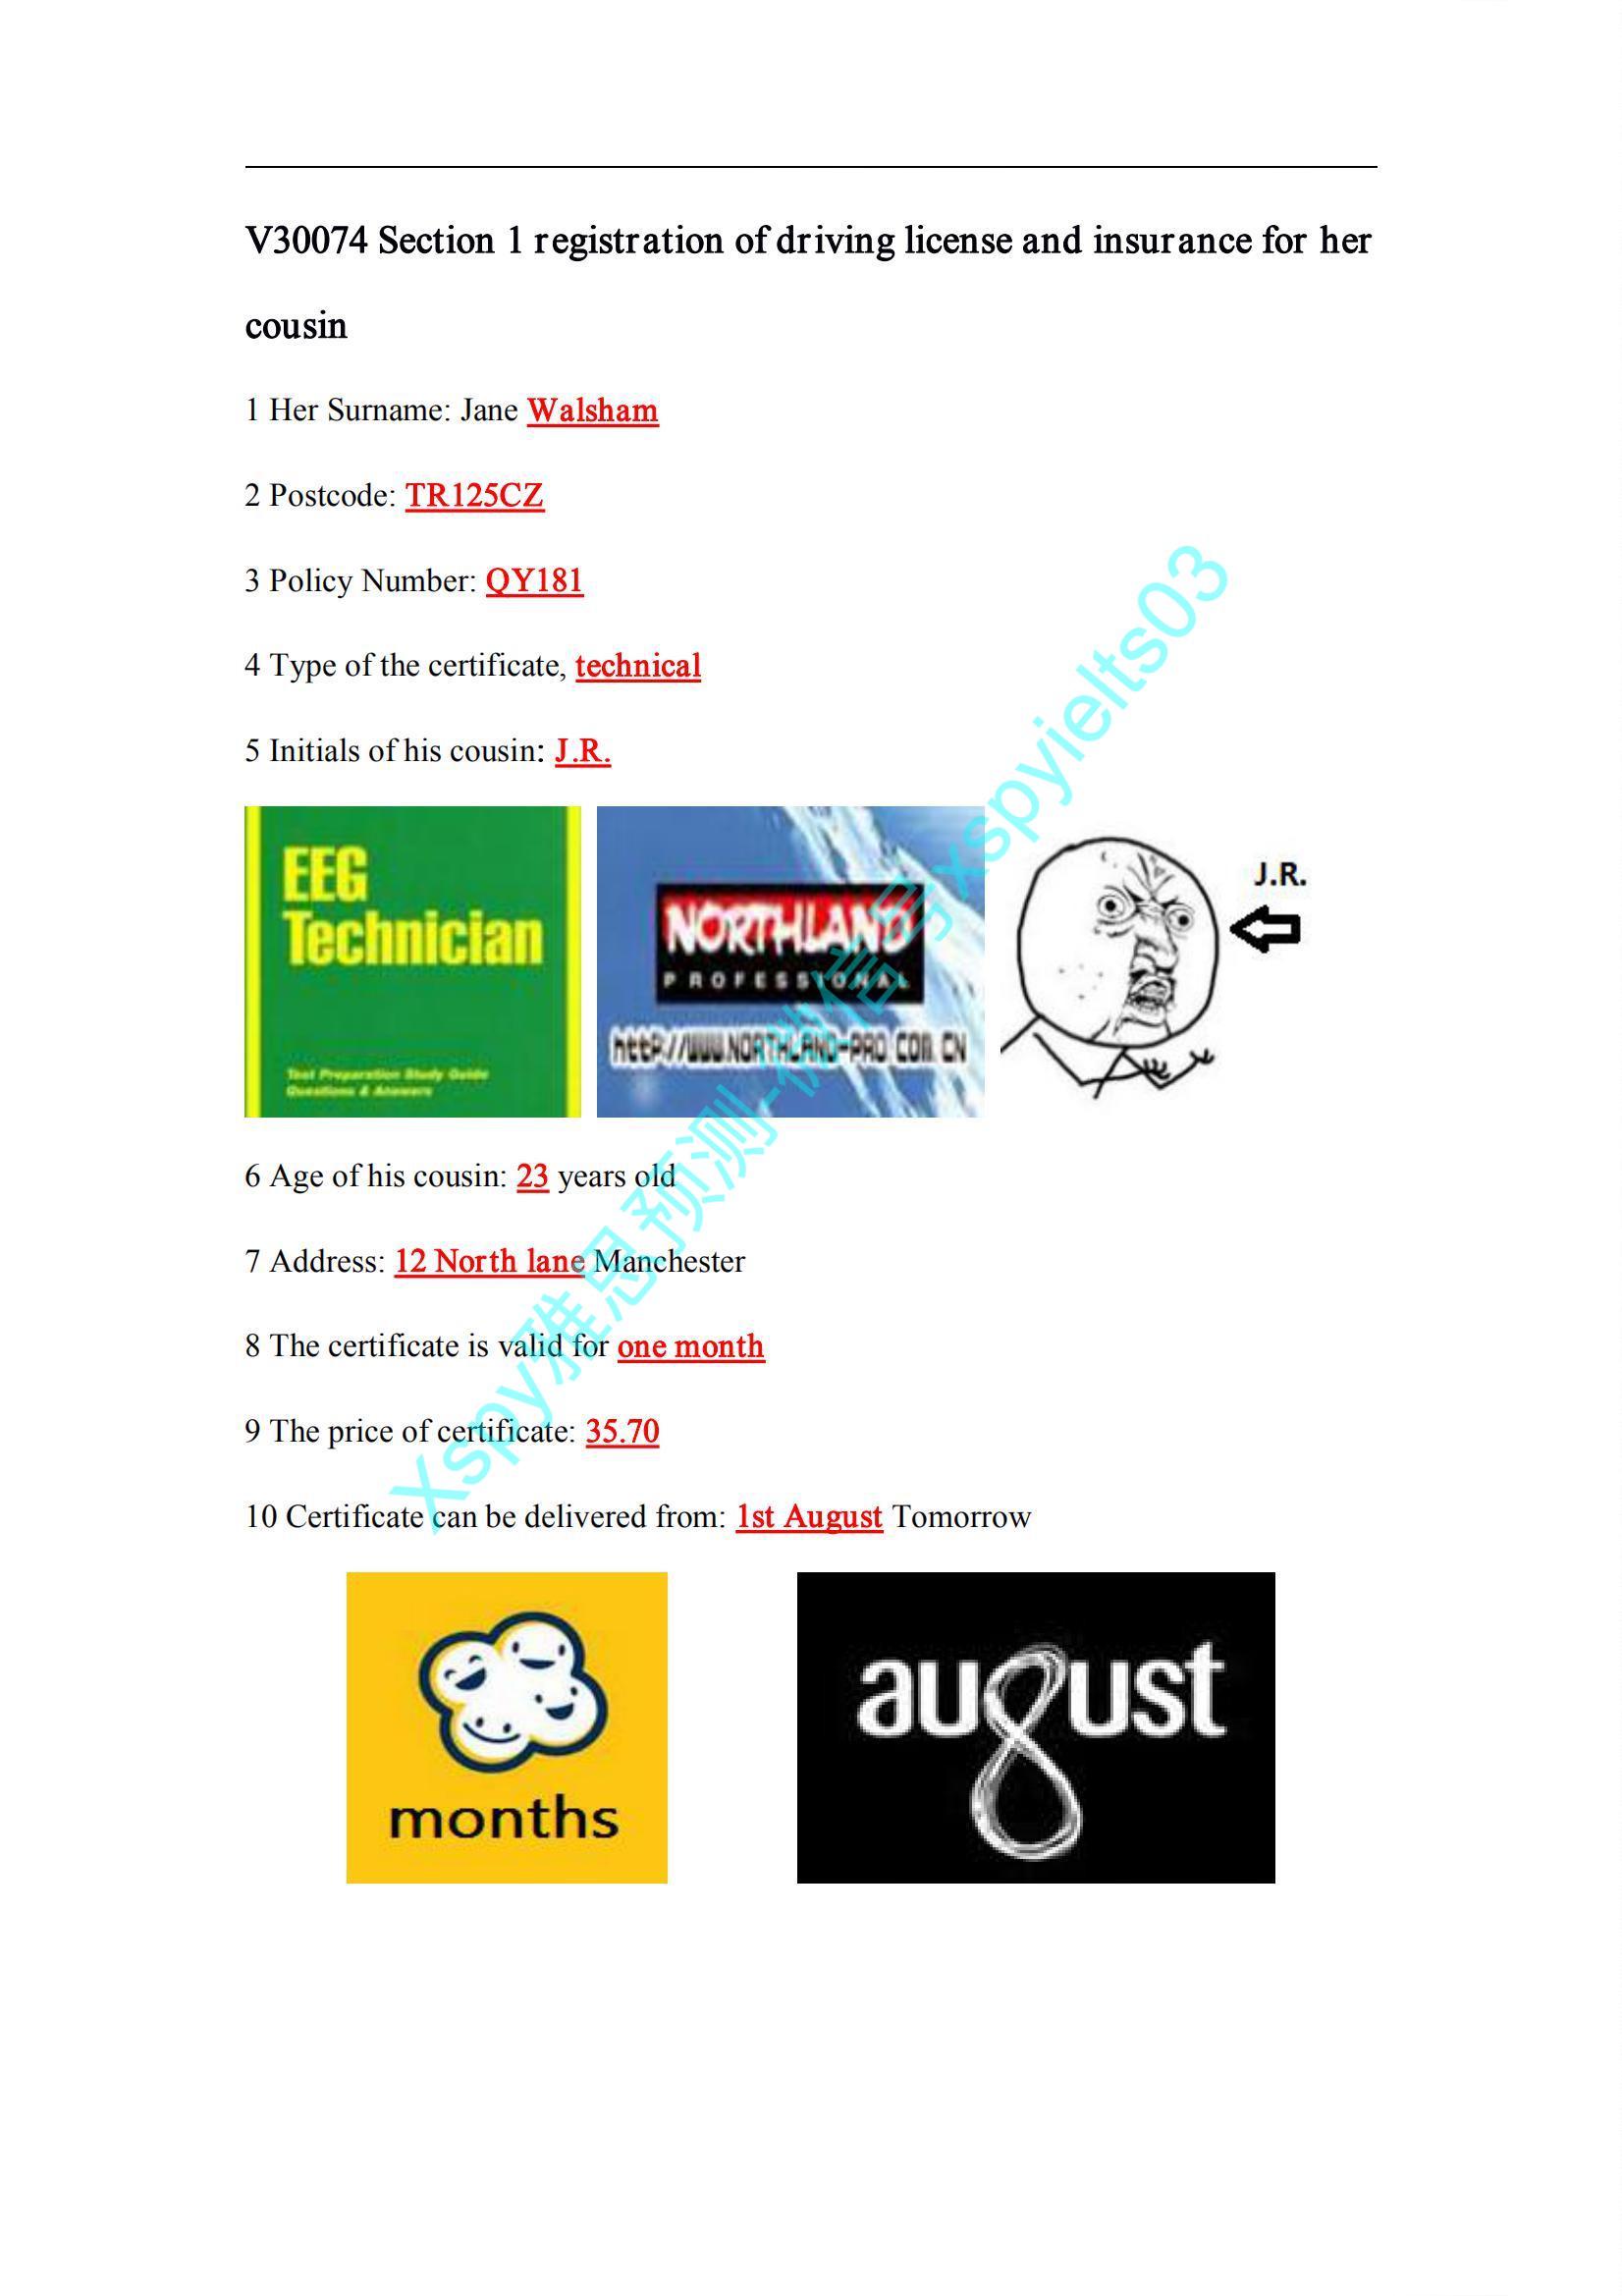 V30074 Section 1 registration of driving license and insurance for her
cousin
1 Her Surname: Jane Walsham
2 Postcode: TR125CZ
3 Policy Number: QY181
4 Type of the certificate, technical
5 Initials of his cousin: J.R.
EEG
Technician
Test Preparation Study Guide
Questions & Answers
NORTHLAND
PROFESSIONAL
http://WWW.NORTHLAND-PRO.COM.CN
J.R.
6 Age of his cousin: 23 years old
7 Address: 12 North lane Manchester
8 The certificate is valid for one month
9 The price of certificate: 35.70
10 Certificate can be delivered from: 1st August Tomorrow
months
august
Xspy雅思预测-微信号xspyielts03